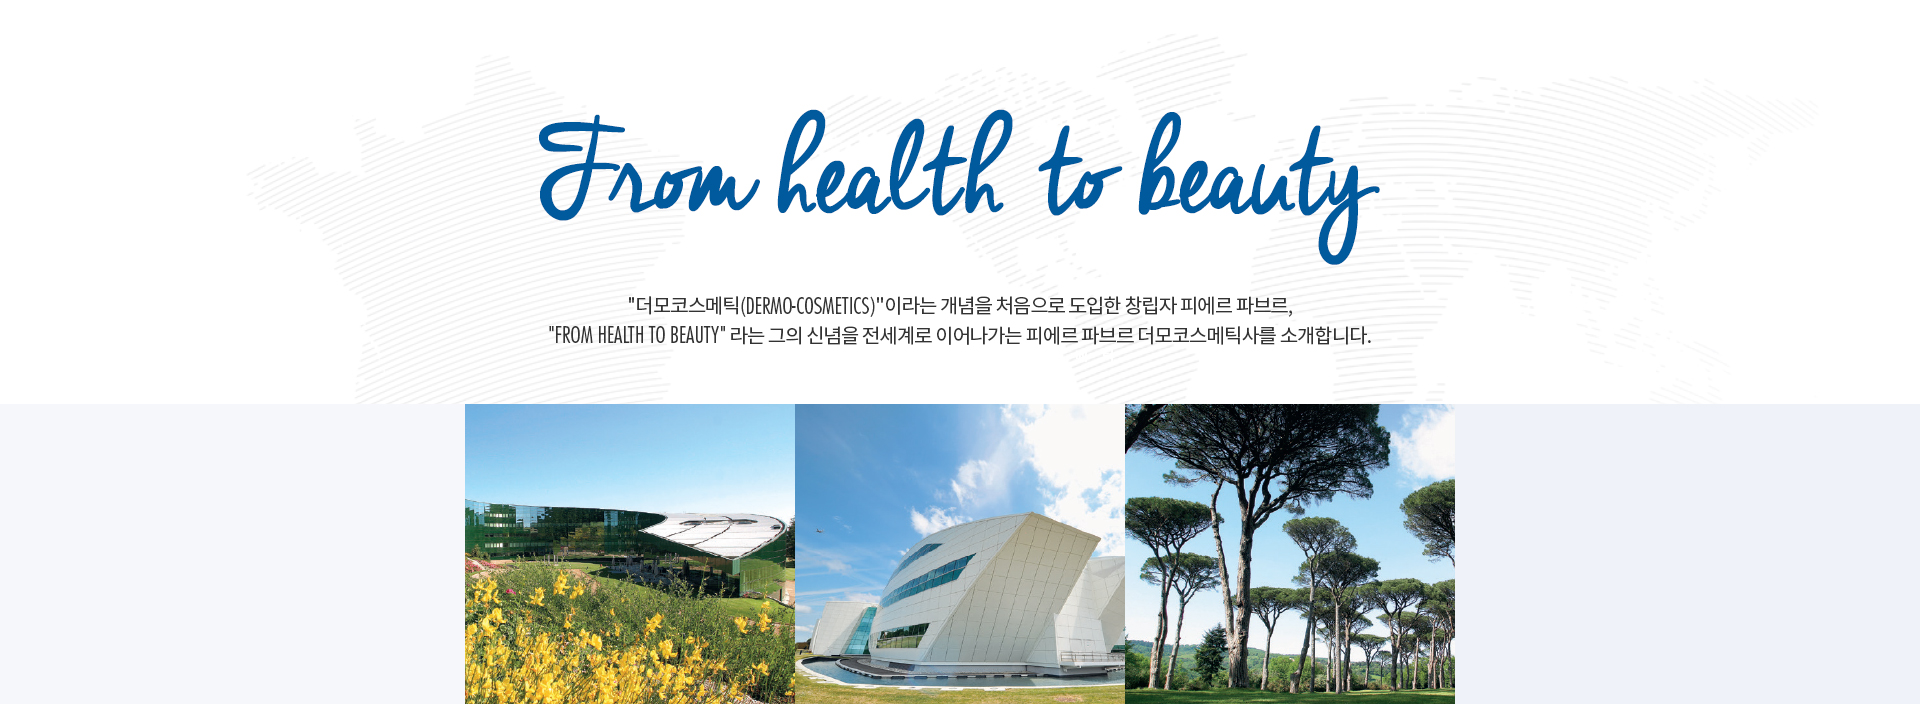 From health to beauty
"더모코스메틱(DERMO-COSMETICS)"이라는 개념을 처음으로 도입한 창립자 피에르 파브르,
"FROM HEALTH TO BEAUTY" 라는 그의 신념을 전세계로 이어나가는 피에르 파브르 더모코스메틱사를 소개합니다.